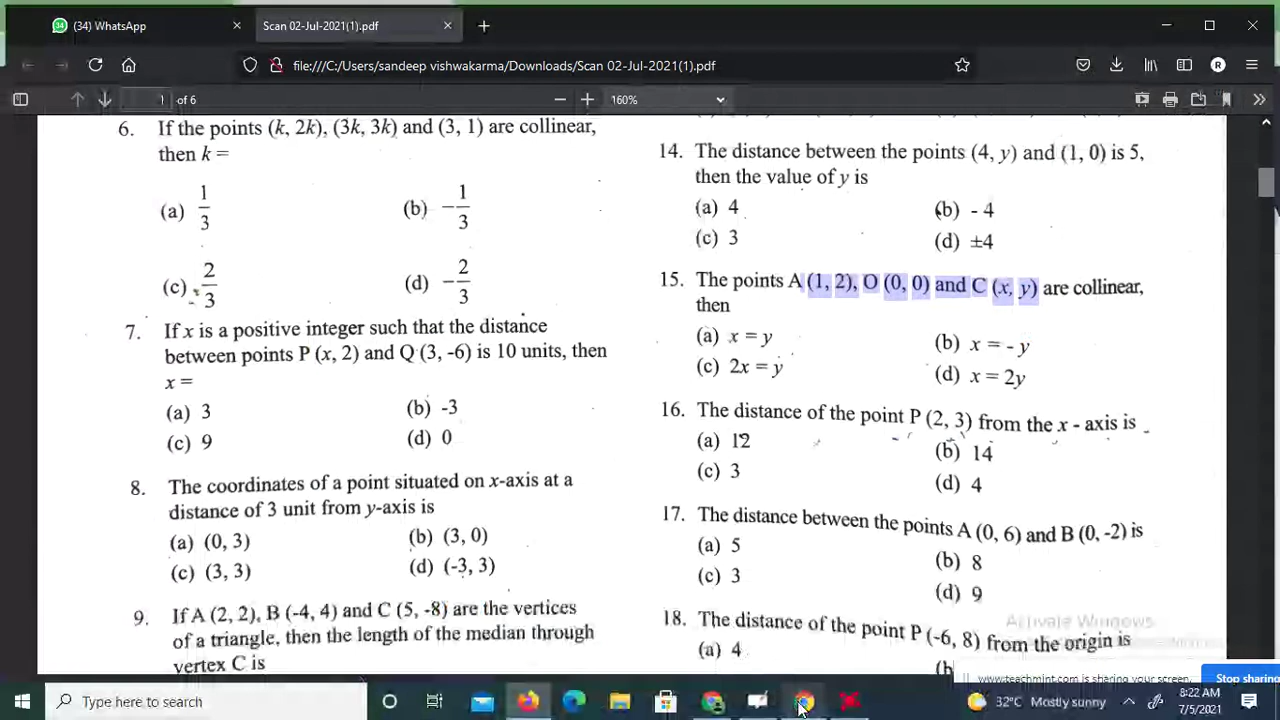 (34) WhatsApp
Scan 02-Jul-2021(1).pdf
file:///C:/Users/sandeep vishwakarma/Downloads/Scan 02-Jul-2021(1).pdf
1 of 6
160%
6. If the points (k, 2k), (3k, 3k) and (3, 1) are collinear,
then k =
(a) 1/3 (b) -1/3
(c) 2/3 (d) -2/3
7. If x is a positive integer such that the distance
between points P (x, 2) and Q (3, -6) is 10 units, then
x =
(a) 3 (b) -3
(c) 9 (d) 0
8. The coordinates of a point situated on x-axis at a
distance of 3 unit from y-axis is
(a) (0, 3) (b) (3, 0)
(c) (3, 3) (d) (-3, 3)
9. If A (2, 2), B (-4, 4) and C (5, -8) are the vertices
of a triangle, then the length of the median through
vertex C is
14. The distance between the points (4, y) and (1, 0) is 5,
then the value of y is
(a) 4 (b) - 4
(c) 3 (d) ±4
15. The points A (1, 2), O (0, 0) and C (x, y) are collinear,
then
(a) x = y (b) x = - y
(c) 2x = y (d) x = 2y
16. The distance of the point P (2, 3) from the x - axis is
(a) 12 (b) 14
(c) 3 (d) 4
17. The distance between the points A (0, 6) and B (0, -2) is
(a) 5 (b) 8
(c) 3 (d) 9
18. The distance of the point P (-6, 8) from the origin is
(a) 4 (b
Activate Windows
www.teachmint.com is sharing your screen.
Stop sharing
Type here to search
32°C Mostly sunny
8:22 AM
7/5/2021